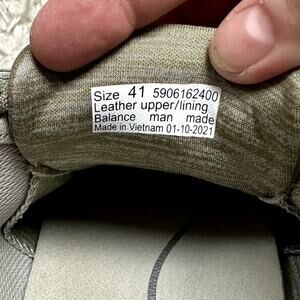 Size 41 5906162400
Leather upper/lining
Balance man made
Made in Vietnam 01-10-2021